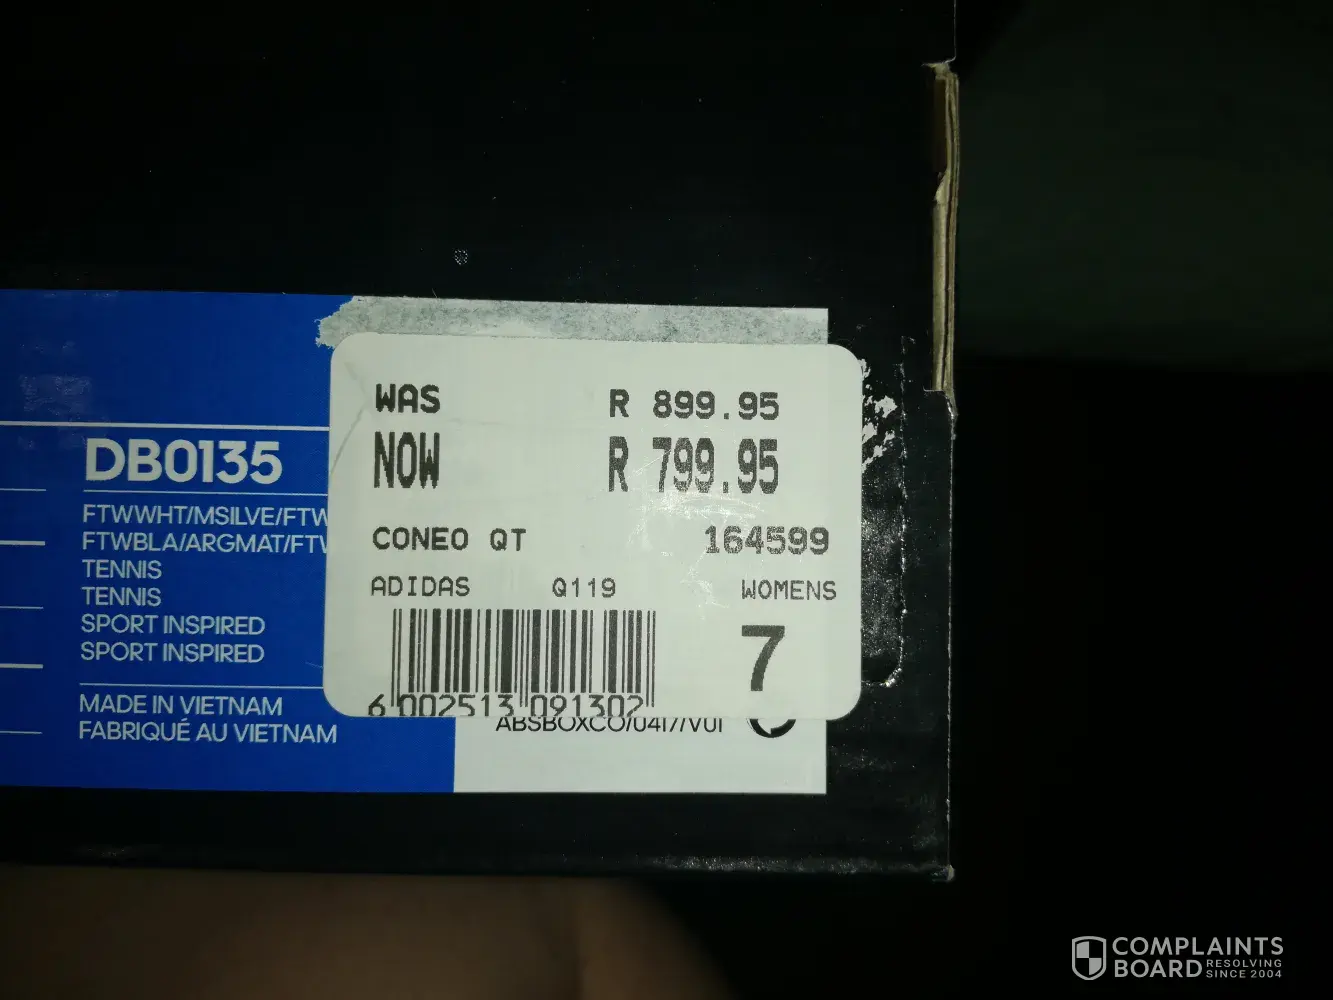 WAS R 899.95
NOW R 799.95
CONEO QT 164599
ADIDAS Q119 WOMENS
7
6 002513 091302
DB0135
FTWWHT/MSILVE/FTW
FTWBLA/ARGMAT/FTW
TENNIS
TENNIS
SPORT INSPIRED
SPORT INSPIRED
MADE IN VIETNAM
FABRIQUÉ AU VIETNAM
ABSBOXCO/0417/V01
COMPLAINTS
BOARD RESOLVING
SINCE 2004